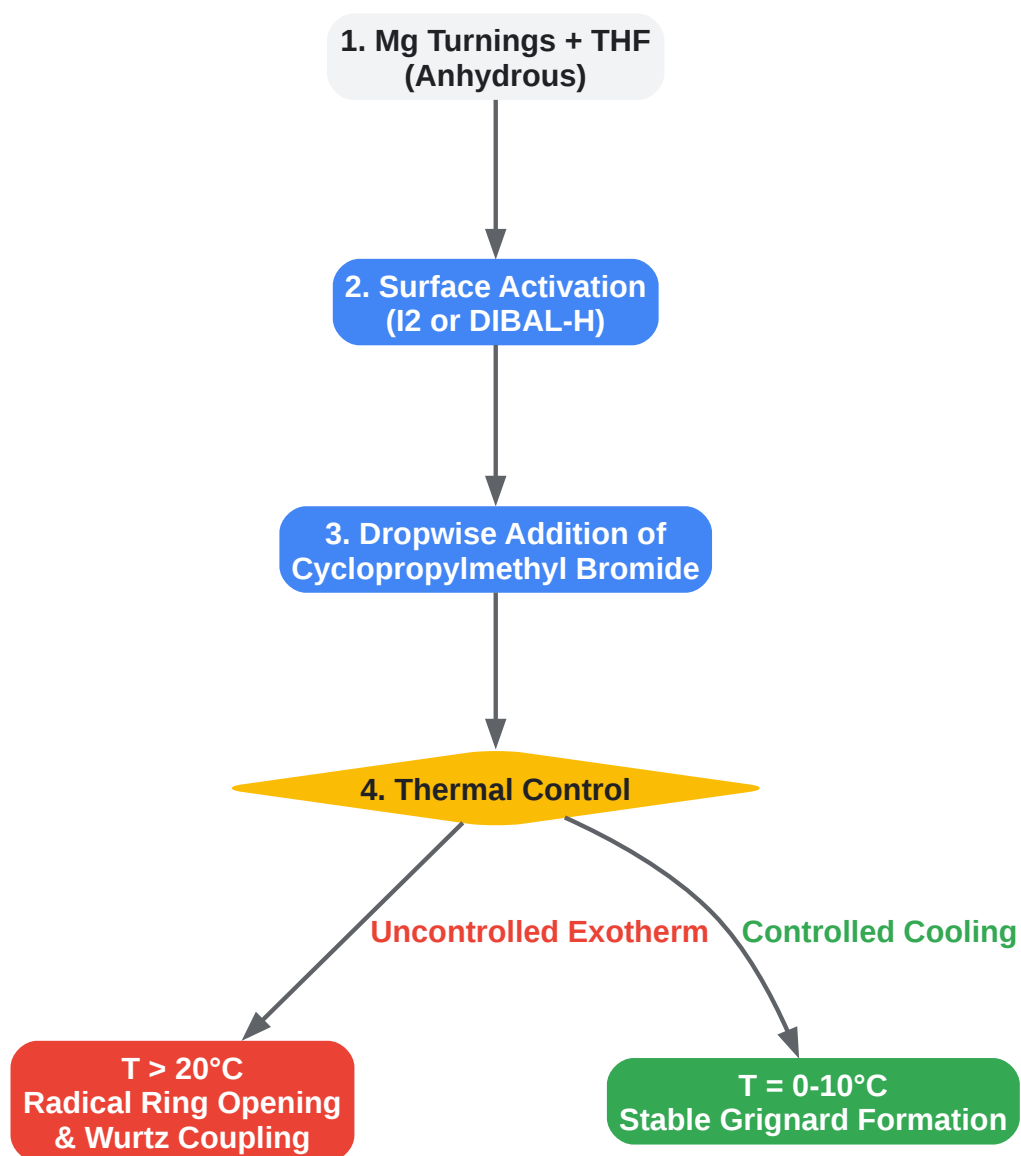 1. Mg Turnings + THF
(Anhydrous)
2. Surface Activation
(I2 or DIBAL-H)
3. Dropwise Addition of
Cyclopropylmethyl Bromide
4. Thermal Control
Uncontrolled Exotherm
Controlled Cooling
T > 20°C
Radical Ring Opening
& Wurtz Coupling
T = 0-10°C
Stable Grignard Formation